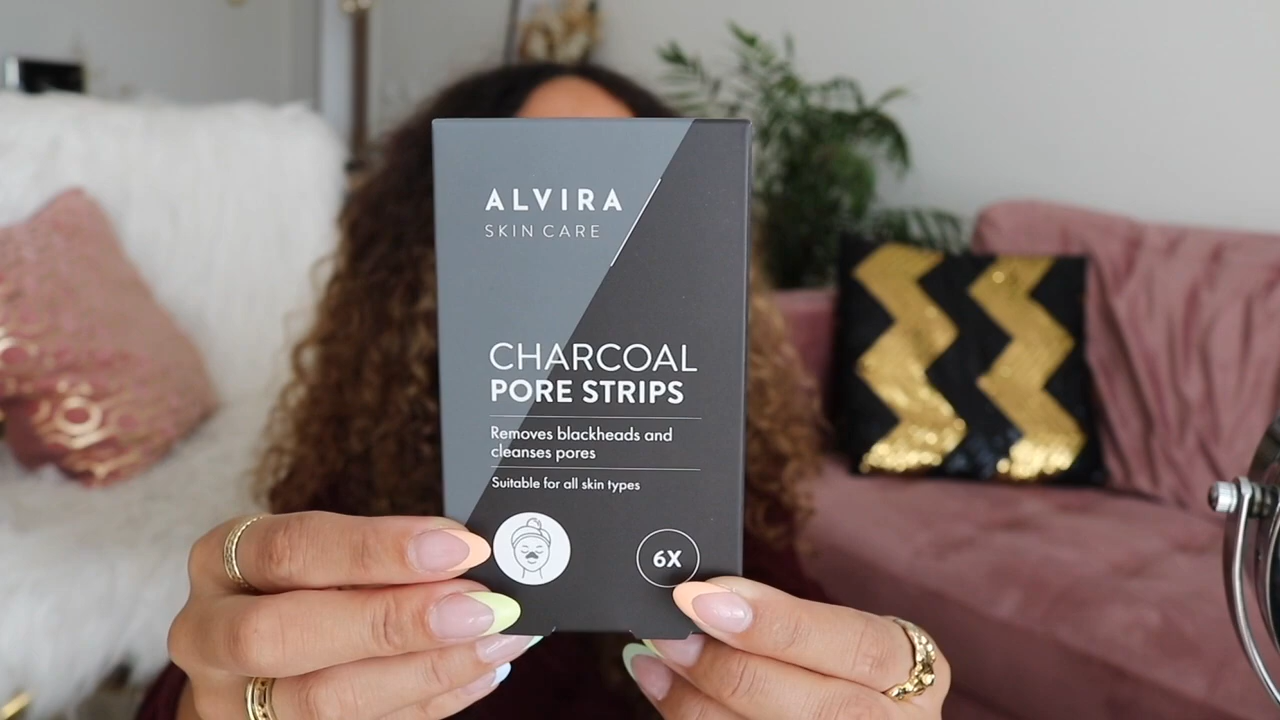 ALVIRA
SKIN CARE
CHARCOAL
PORE STRIPS
Removes blackheads and
cleanses pores
Suitable for all skin types
6X